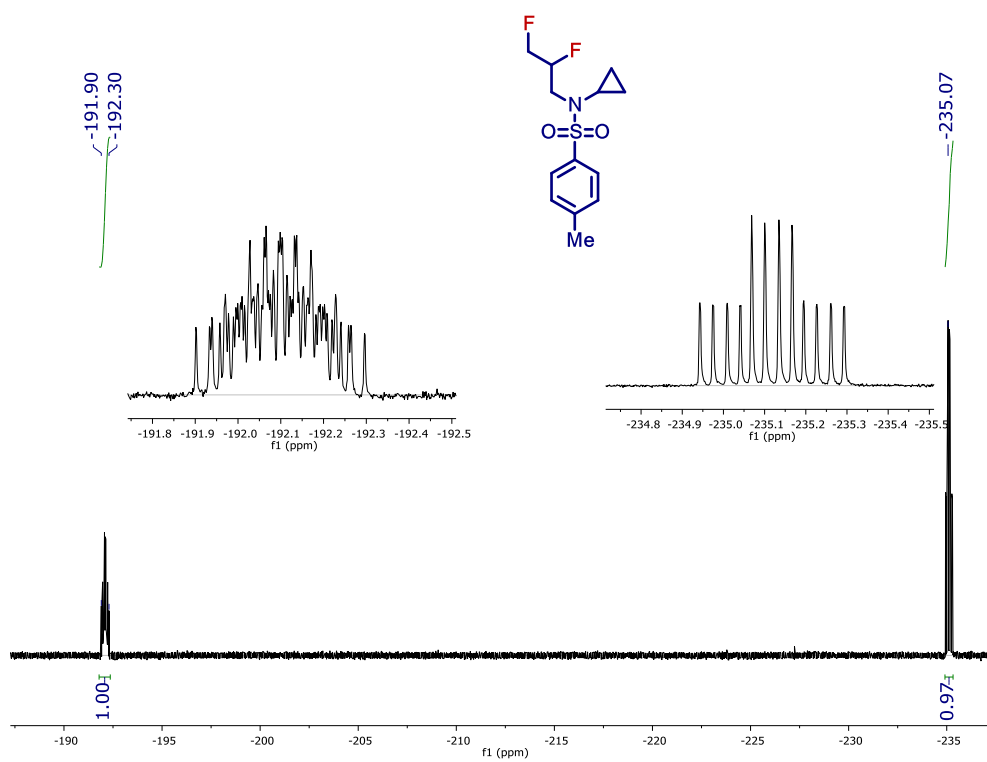 F
F
N
O=S=O
Me
-191.90
-192.30
-235.07
-191.8 -191.9 -192.0 -192.1 -192.2 -192.3 -192.4 -192.5
f1 (ppm)
-234.8 -234.9 -235.0 -235.1 -235.2 -235.3 -235.4 -235.5
f1 (ppm)
1.00
0.97
-190 -195 -200 -205 -210 -215 -220 -225 -230 -235
f1 (ppm)